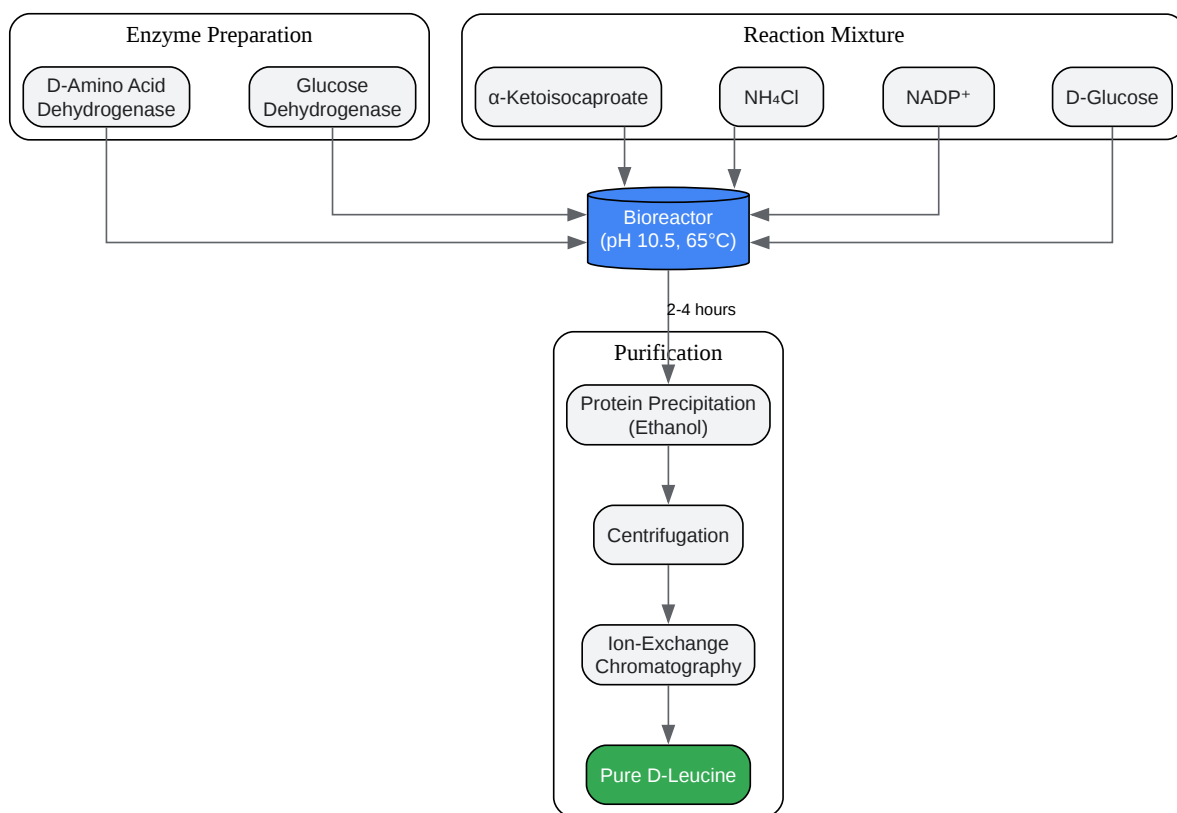 Enzyme Preparation
Reaction Mixture
D-Amino Acid
Dehydrogenase
Glucose
Dehydrogenase
α-Ketoisocaproate
NH₄Cl
NADP⁺
D-Glucose
Bioreactor
(pH 10.5, 65°C)
2-4 hours
Purification
Protein Precipitation
(Ethanol)
Centrifugation
Ion-Exchange
Chromatography
Pure D-Leucine